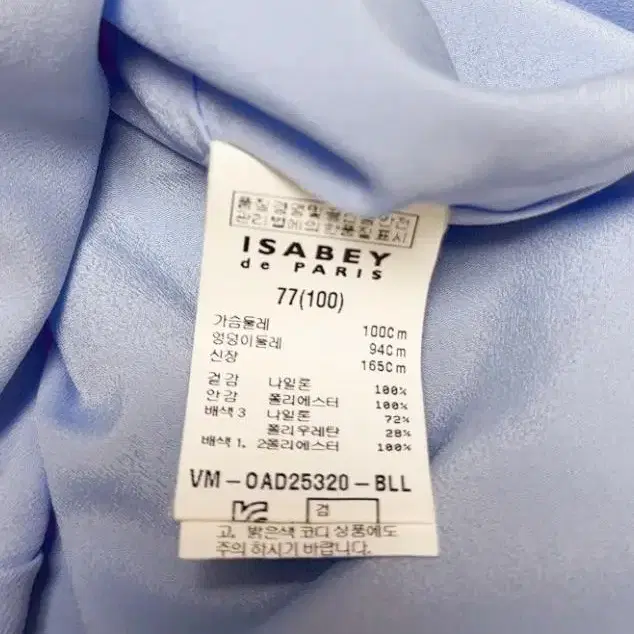 품질경영및공산품안전
관리법에의한품질표시
ISABEY
de PARIS
77(100)
가슴둘레 100Cm
엉덩이둘레 94Cm
신장 165Cm
겉감 나일론 100%
안감 폴리에스터 100%
배색 3 나일론 72%
폴리우레탄 28%
배색 1. 2폴리에스터 100%
VM-OAD25320-BLL
검
고, 밝은색 코디 상품에도
주의 하시기 바랍니다.